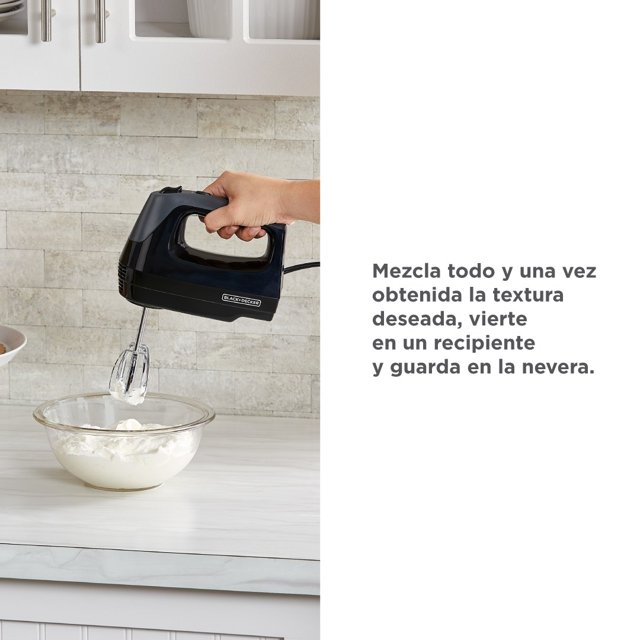 BLACK+DECKER
Mezcla todo y una vez
obtenida la textura
deseada, vierte
en un recipiente
y guarda en la nevera.